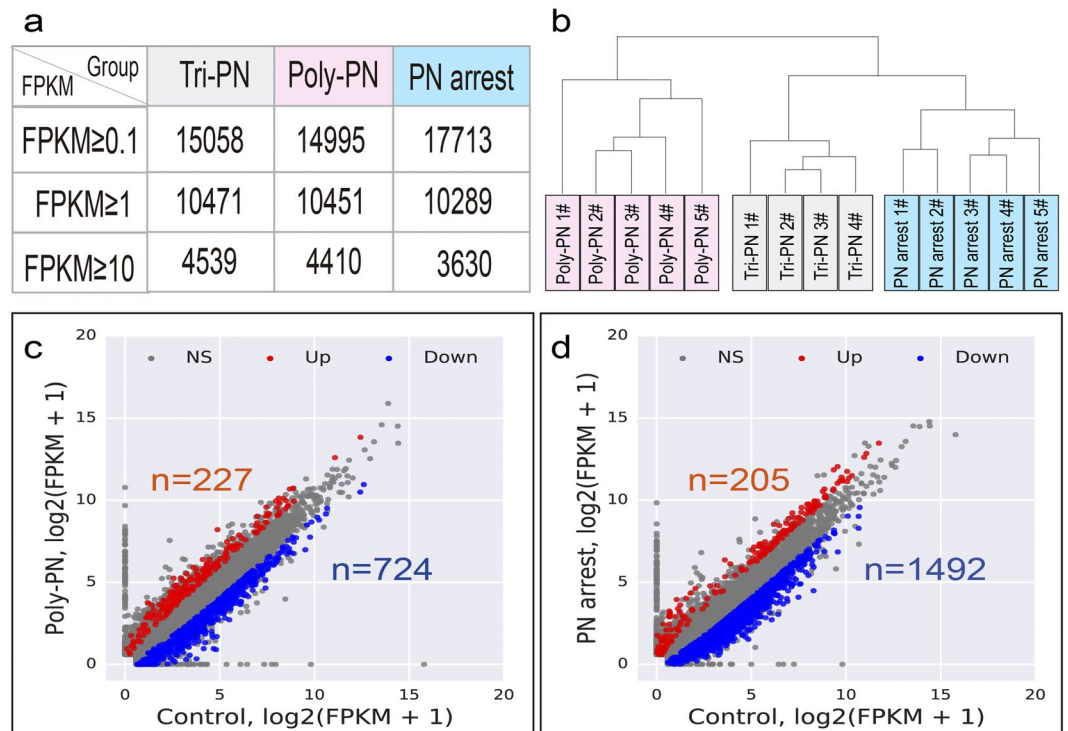 a
Group
FPKM
Tri-PN
Poly-PN
PN arrest
FPKM≥0.1
15058
14995
17713
FPKM≥1
10471
10451
10289
FPKM≥10
4539
4410
3630
b
Poly-PN 1#
Poly-PN 2#
Poly-PN 3#
Poly-PN 4#
Poly-PN 5#
Tri-PN 1#
Tri-PN 2#
Tri-PN 3#
Tri-PN 4#
PN arrest 1#
PN arrest 2#
PN arrest 3#
PN arrest 4#
PN arrest 5#
c
NS
Up
Down
n=227
n=724
20
15
10
5
0
Poly-PN, log2(FPKM + 1)
0
5
10
15
20
Control, log2(FPKM + 1)
d
NS
Up
Down
n=205
n=1492
20
15
10
5
0
PN arrest, log2(FPKM + 1)
0
5
10
15
20
Control, log2(FPKM + 1)